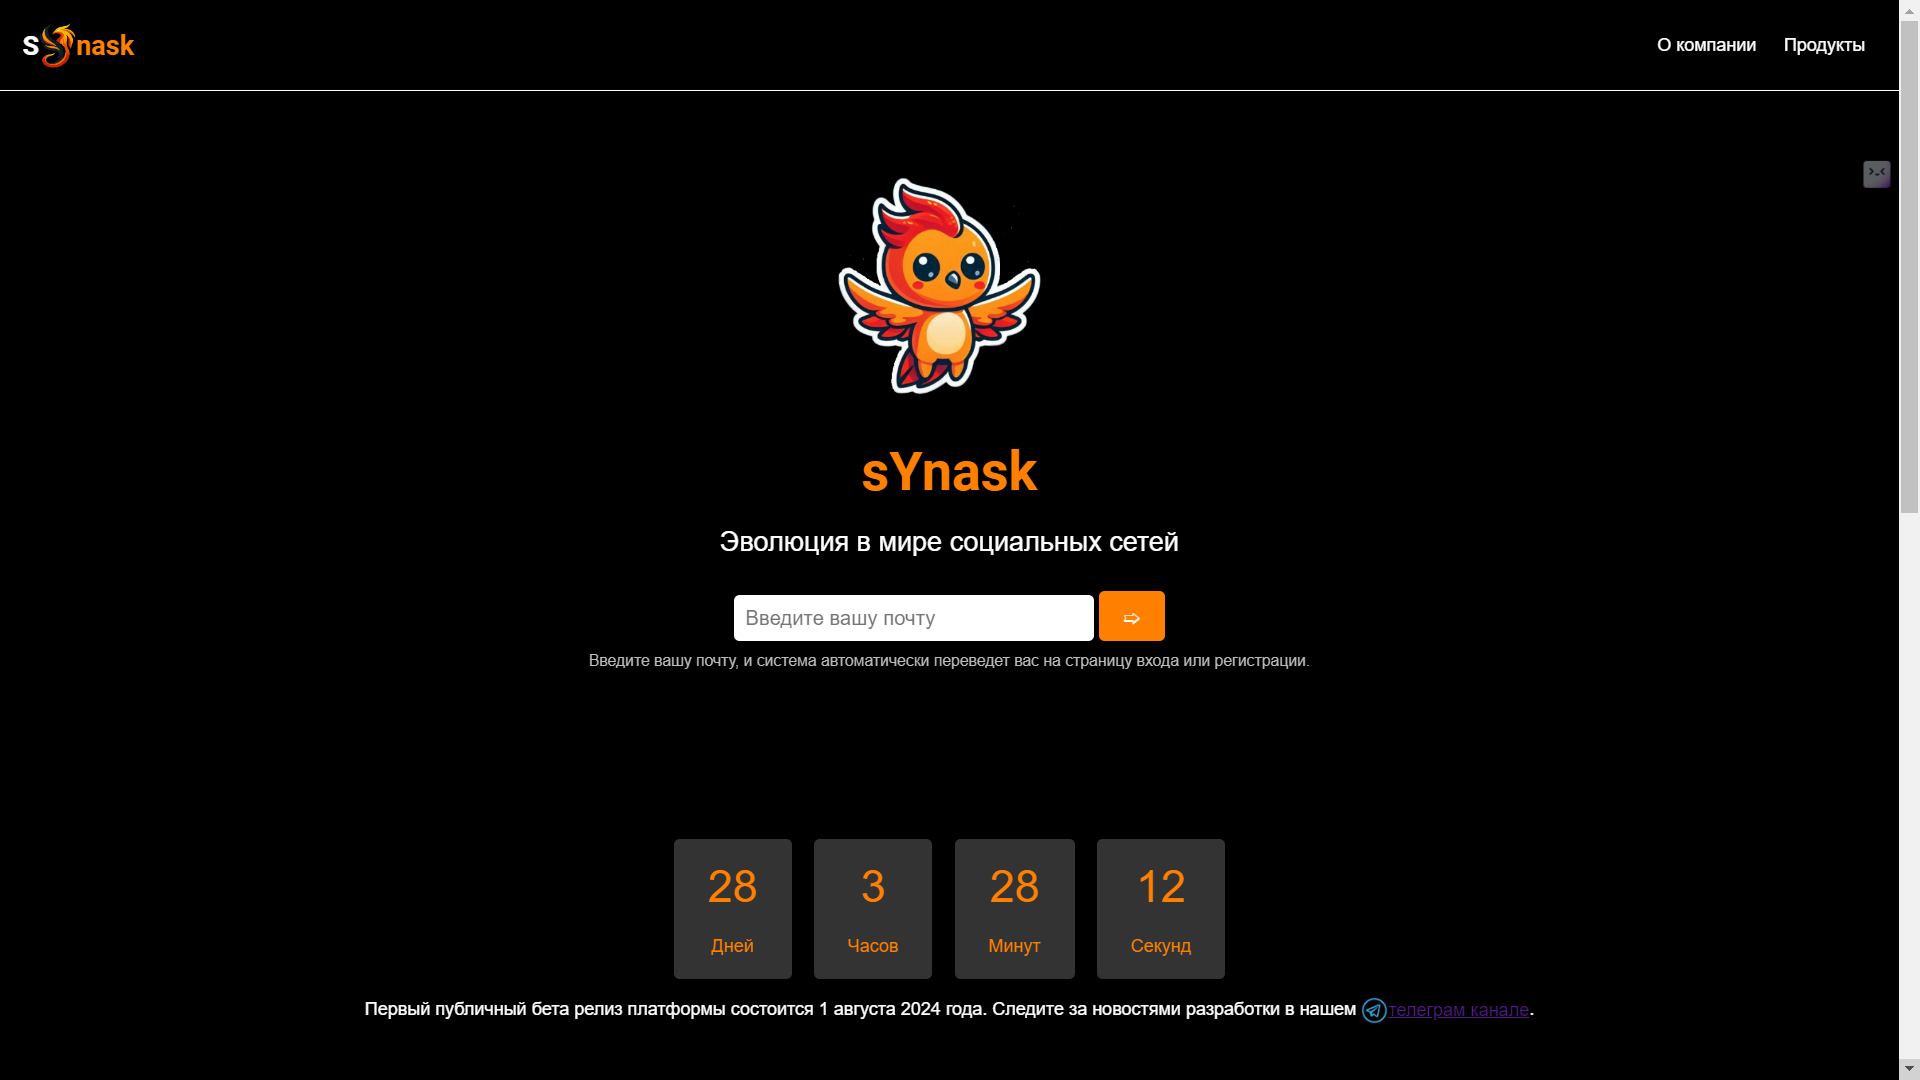 sYnask
О компании
Продукты
sYnask
Эволюция в мире социальных сетей
Введите вашу почту
Введите вашу почту, и система автоматически переведет вас на страницу входа или регистрации.
28 3 28 12
Дней Часов Минут Секунд
Первый публичный бета релиз платформы состоится 1 августа 2024 года. Следите за новостями разработки в нашем телеграм канале.